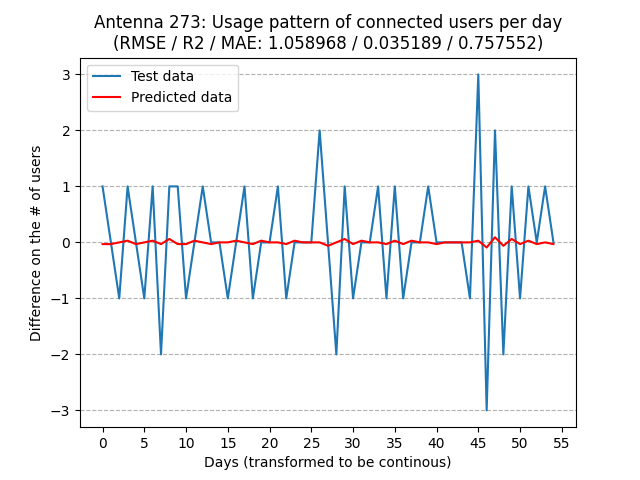 Antenna 273: Usage pattern of connected users per day
(RMSE / R2 / MAE: 1.058968 / 0.035189 / 0.757552)
Test data
Predicted data
Difference on the # of users
3
2
1
0
−1
−2
−3
0 5 10 15 20 25 30 35 40 45 50 55
Days (transformed to be continous)